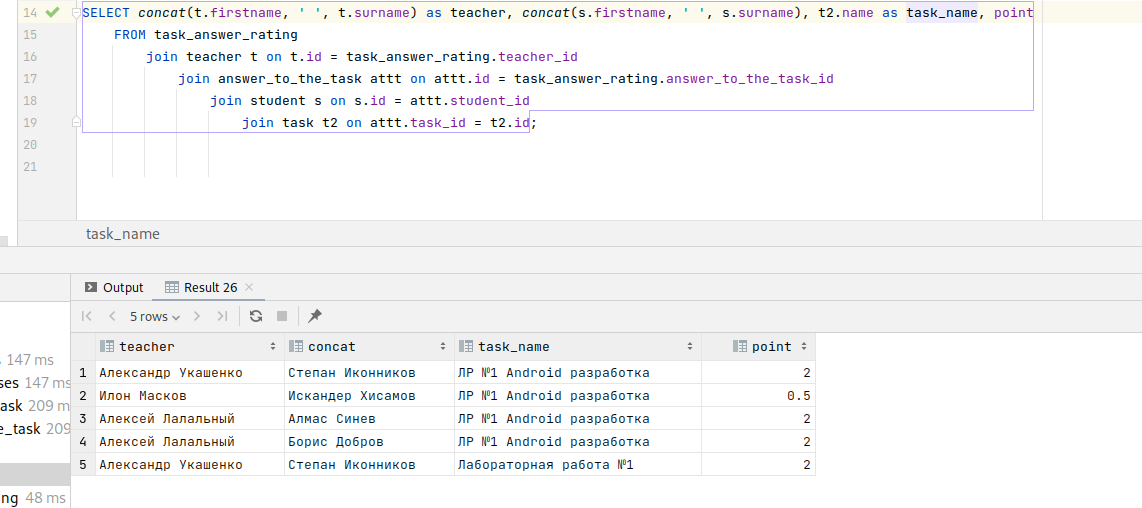 14 SELECT concat(t.firstname, ' ', t.surname) as teacher, concat(s.firstname, ' ', s.surname), t2.name as task_name, point
15 FROM task_answer_rating
16 join teacher t on t.id = task_answer_rating.teacher_id
17 join answer_to_the_task attt on attt.id = task_answer_rating.answer_to_the_task_id
18 join student s on s.id = attt.student_id
19 join task t2 on attt.task_id = t2.id;
20
21
task_name
Output Result 26
5 rows
teacher concat task_name point
1 Александр Укашенко Степан Иконников ЛР №1 Android разработка 2
2 Илон Масков Искандер Хисамов ЛР №1 Android разработка 0.5
3 Алексей Лалальный Алмас Синев ЛР №1 Android разработка 2
4 Алексей Лалальный Борис Добров ЛР №1 Android разработка 2
5 Александр Укашенко Степан Иконников Лабораторная работа №1 2
147 ms
ses 147 ms
ask 209 m
e_task 209
ng 48 ms